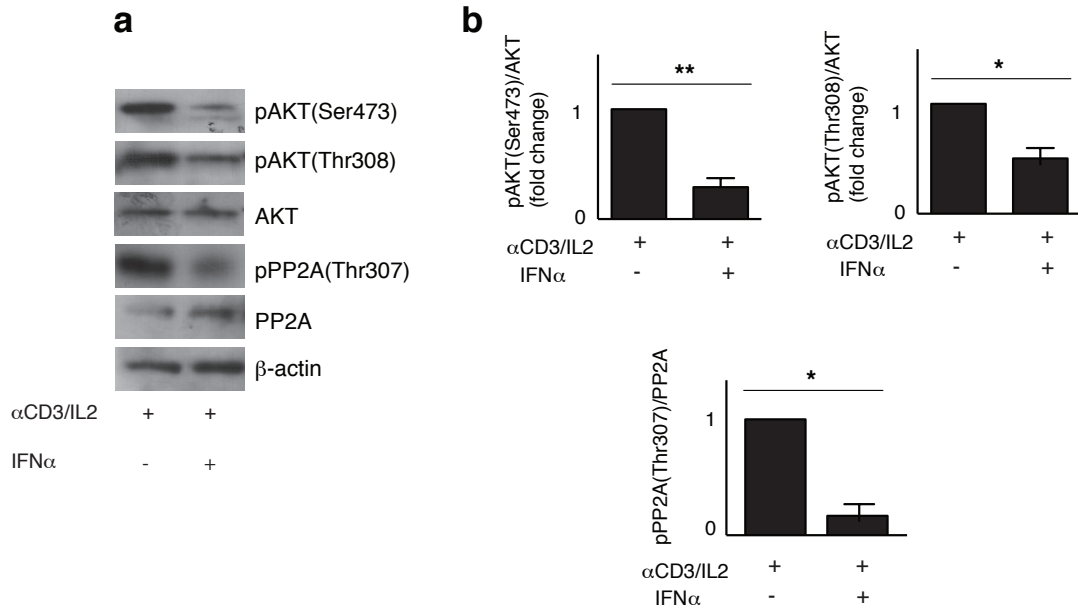 a
pAKT(Ser473)
pAKT(Thr308)
AKT
pPP2A(Thr307)
PP2A
β-actin
αCD3/IL2 + +
IFNα - +
b
pAKT(Ser473)/AKT
(fold change)
1
0
**
αCD3/IL2 + +
IFNα - +
pAKT(Thr308)/AKT
(fold change)
1
0
*
αCD3/IL2 + +
IFNα - +
pPP2A(Thr307)/PP2A
1
0
*
αCD3/IL2 + +
IFNα - +